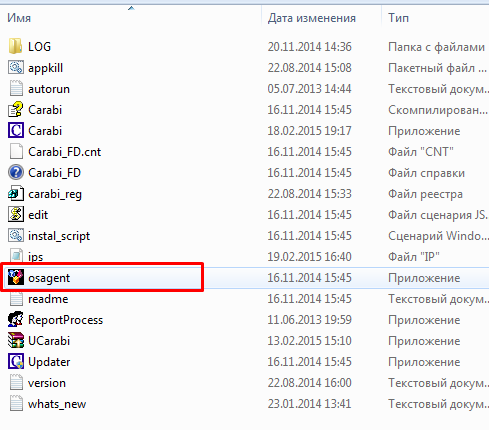 Имя Дата изменения Тип
LOG 20.11.2014 14:36 Папка с файлами
appkill 22.08.2014 15:08 Пакетный файл ...
autorun 05.07.2013 14:44 Текстовый докум...
Carabi 16.11.2014 15:45 Скомпилирован...
Carabi 18.02.2015 19:17 Приложение
Carabi_FD.cnt 16.11.2014 15:45 Файл "CNT"
Carabi_FD 16.11.2014 15:45 Файл справки
carabi_reg 22.08.2014 15:33 Файл реестра
edit 16.11.2014 15:45 Файл сценария JS...
instal_script 16.11.2014 15:45 Сценарий Windo...
ips 19.02.2015 16:40 Файл "IP"
osagent 16.11.2014 15:45 Приложение
readme 16.11.2014 15:45 Текстовый докум...
ReportProcess 11.06.2013 19:59 Приложение
UCarabi 13.02.2015 15:10 Приложение
Updater 16.11.2014 15:45 Приложение
version 22.08.2014 16:00 Текстовый докум...
whats_new 23.01.2014 13:41 Текстовый докум...